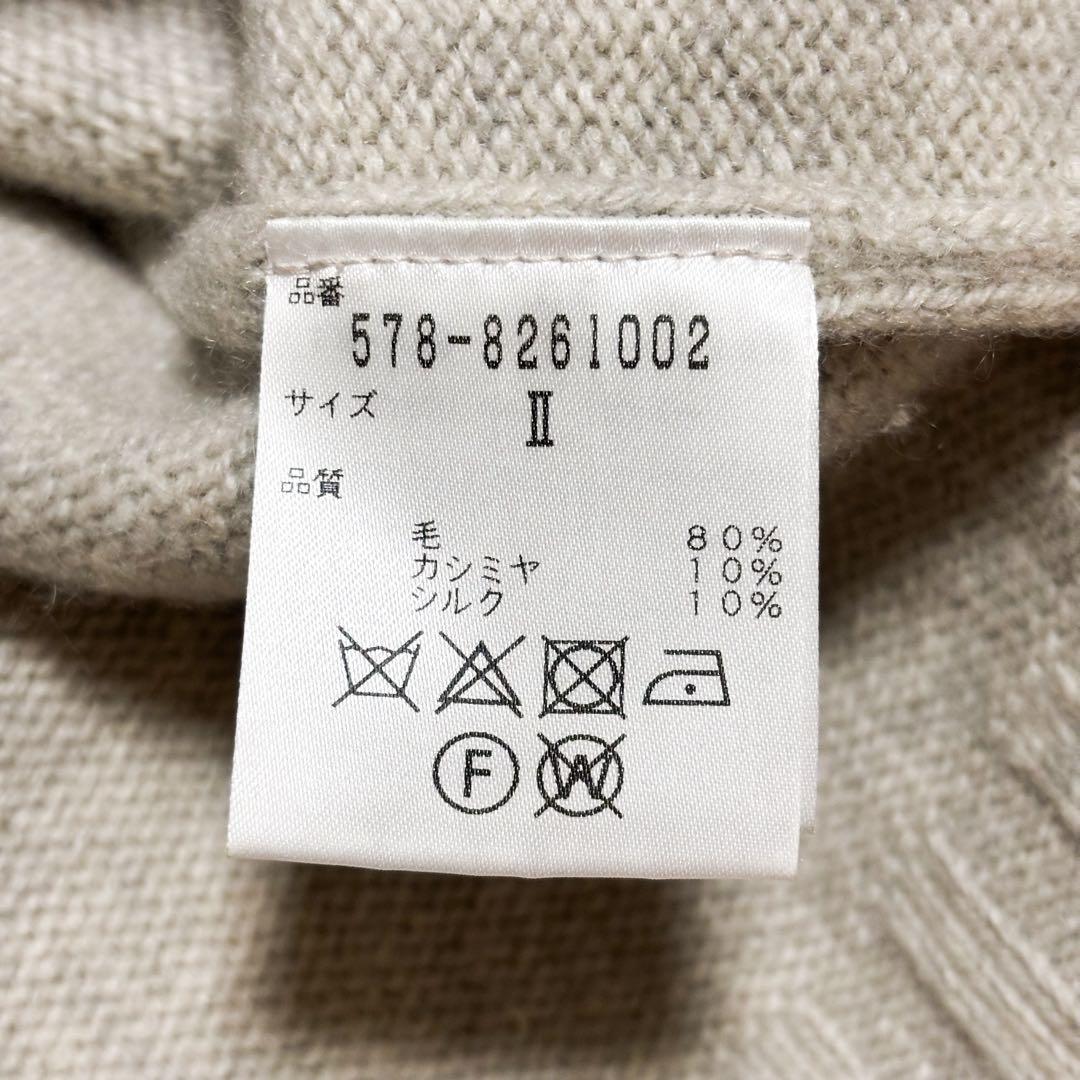 品番
578-8261002
サイズ Ⅱ
品質
毛 80%
カシミヤ 10%
シルク 10%
F W